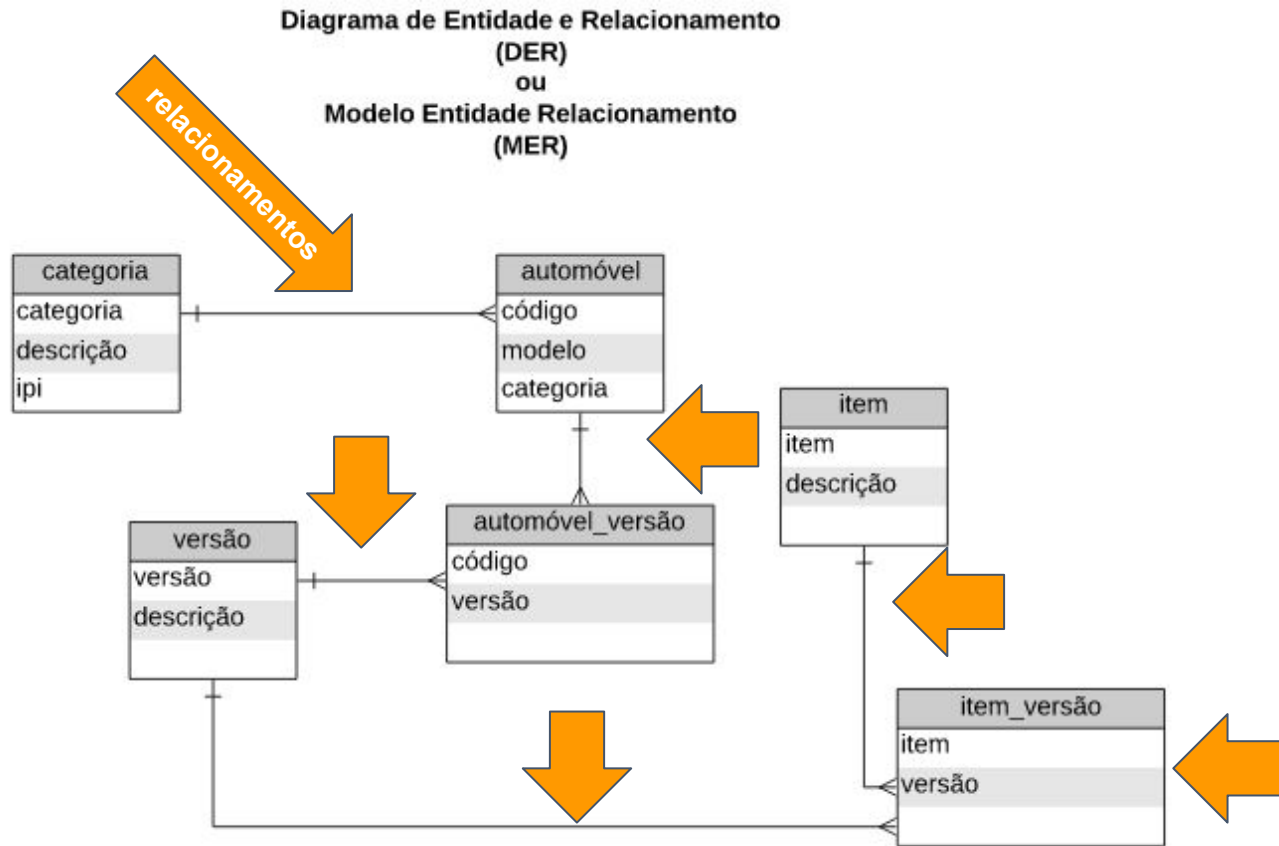 Diagrama de Entidade e Relacionamento
(DER)
ou
Modelo Entidade Relacionamento
(MER)
relacionamentos
categoria
categoria
descrição
ipi
automóvel
código
modelo
categoria
item
item
descrição
versão
versão
descrição
automóvel_versão
código
versão
item_versão
item
versão